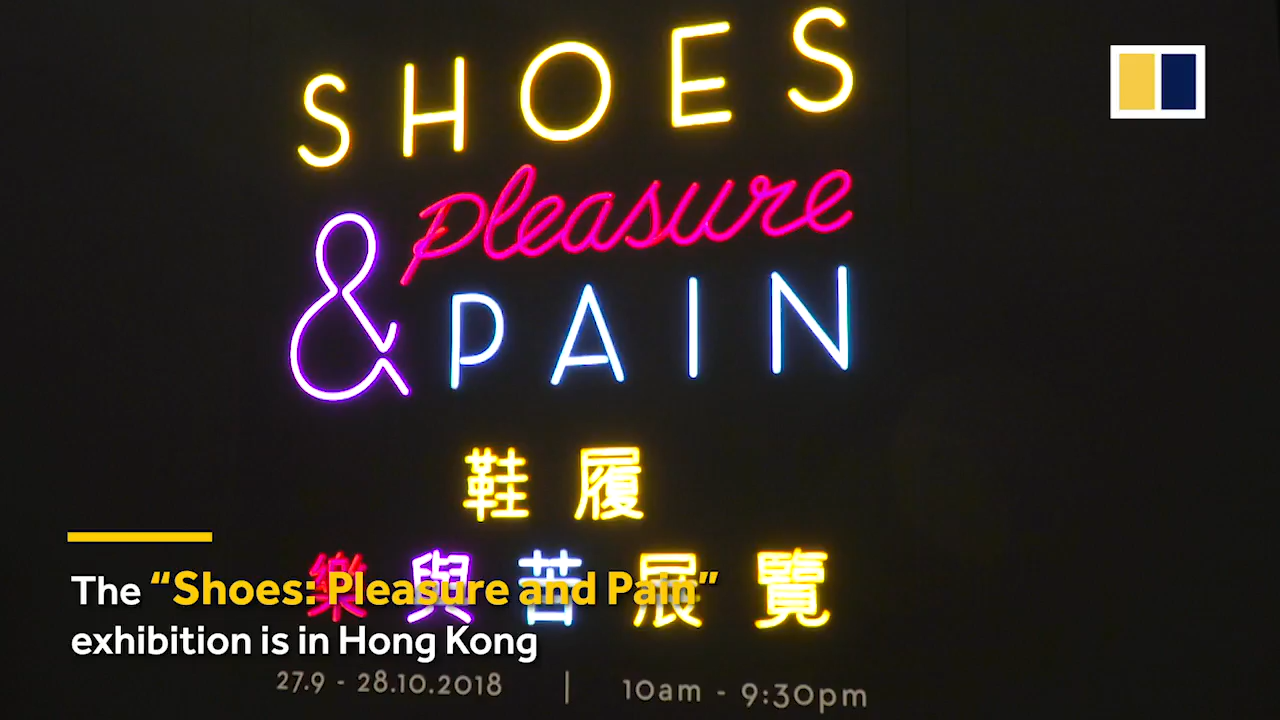 SHOES
pleasure
& PAIN
鞋履
樂與苦展覽
The “Shoes: Pleasure and Pain”
exhibition is in Hong Kong
27.9 - 28.10.2018 | 10am - 9:30pm